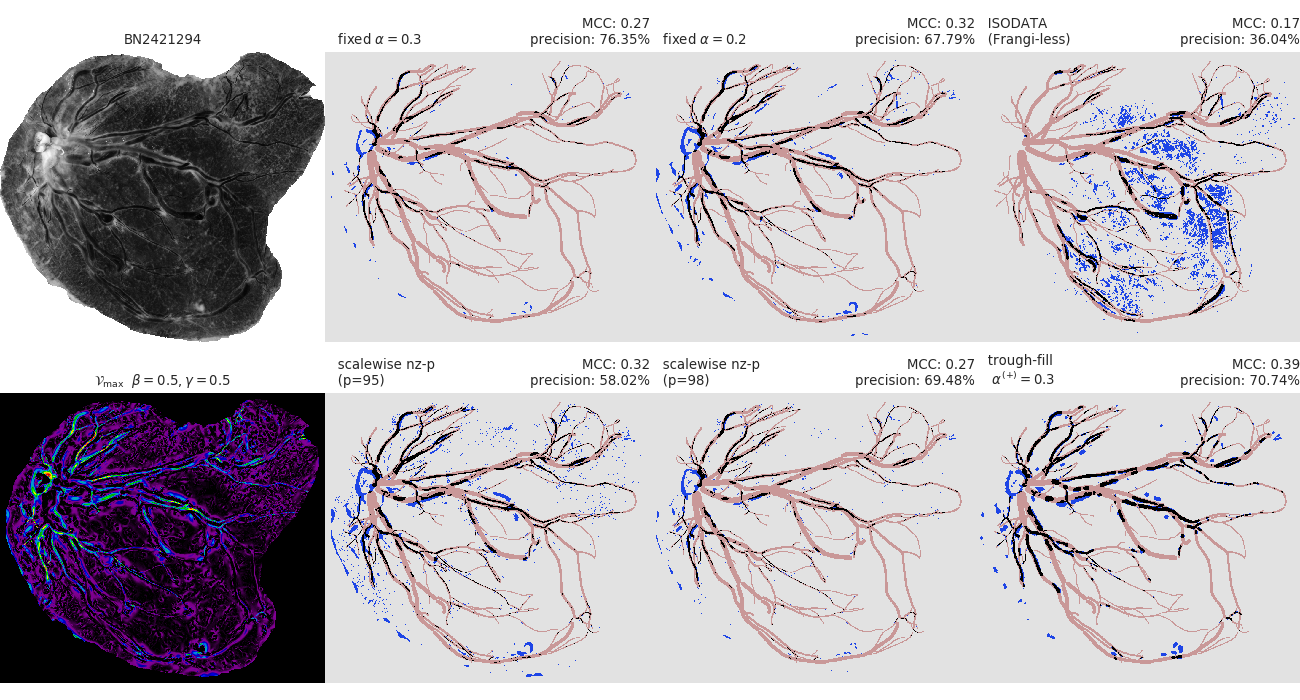 BN2421294
fixed α = 0.3
MCC: 0.27
precision: 76.35%
fixed α = 0.2
MCC: 0.32
precision: 67.79%
ISODATA
(Frangi-less)
MCC: 0.17
precision: 36.04%
𝒱max β = 0.5, γ = 0.5
scalewise nz-p
(p=95)
MCC: 0.32
precision: 58.02%
scalewise nz-p
(p=98)
MCC: 0.27
precision: 69.48%
trough-fill
α(+) = 0.3
MCC: 0.39
precision: 70.74%